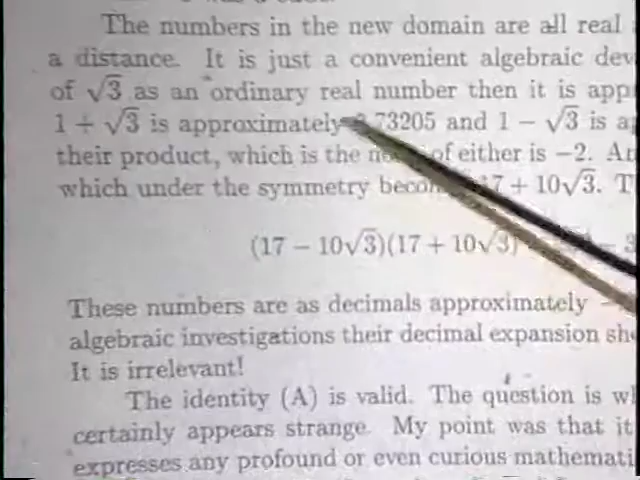 The numbers in the new domain are all real
a distance. It is just a convenient algebraic dev
of √3 as an ordinary real number then it is app
1 + √3 is approximately 73205 and 1 − √3 is a
their product, which is the of either is −2. An
which under the symmetry becom 17 + 10√3. T
(17 − 10√3)(17 + 10√3)
These numbers are as decimals approximately −
algebraic investigations their decimal expansion sh
It is irrelevant!
The identity (A) is valid. The question is wh
certainly appears strange. My point was that it
expresses any profound or even curious mathemati